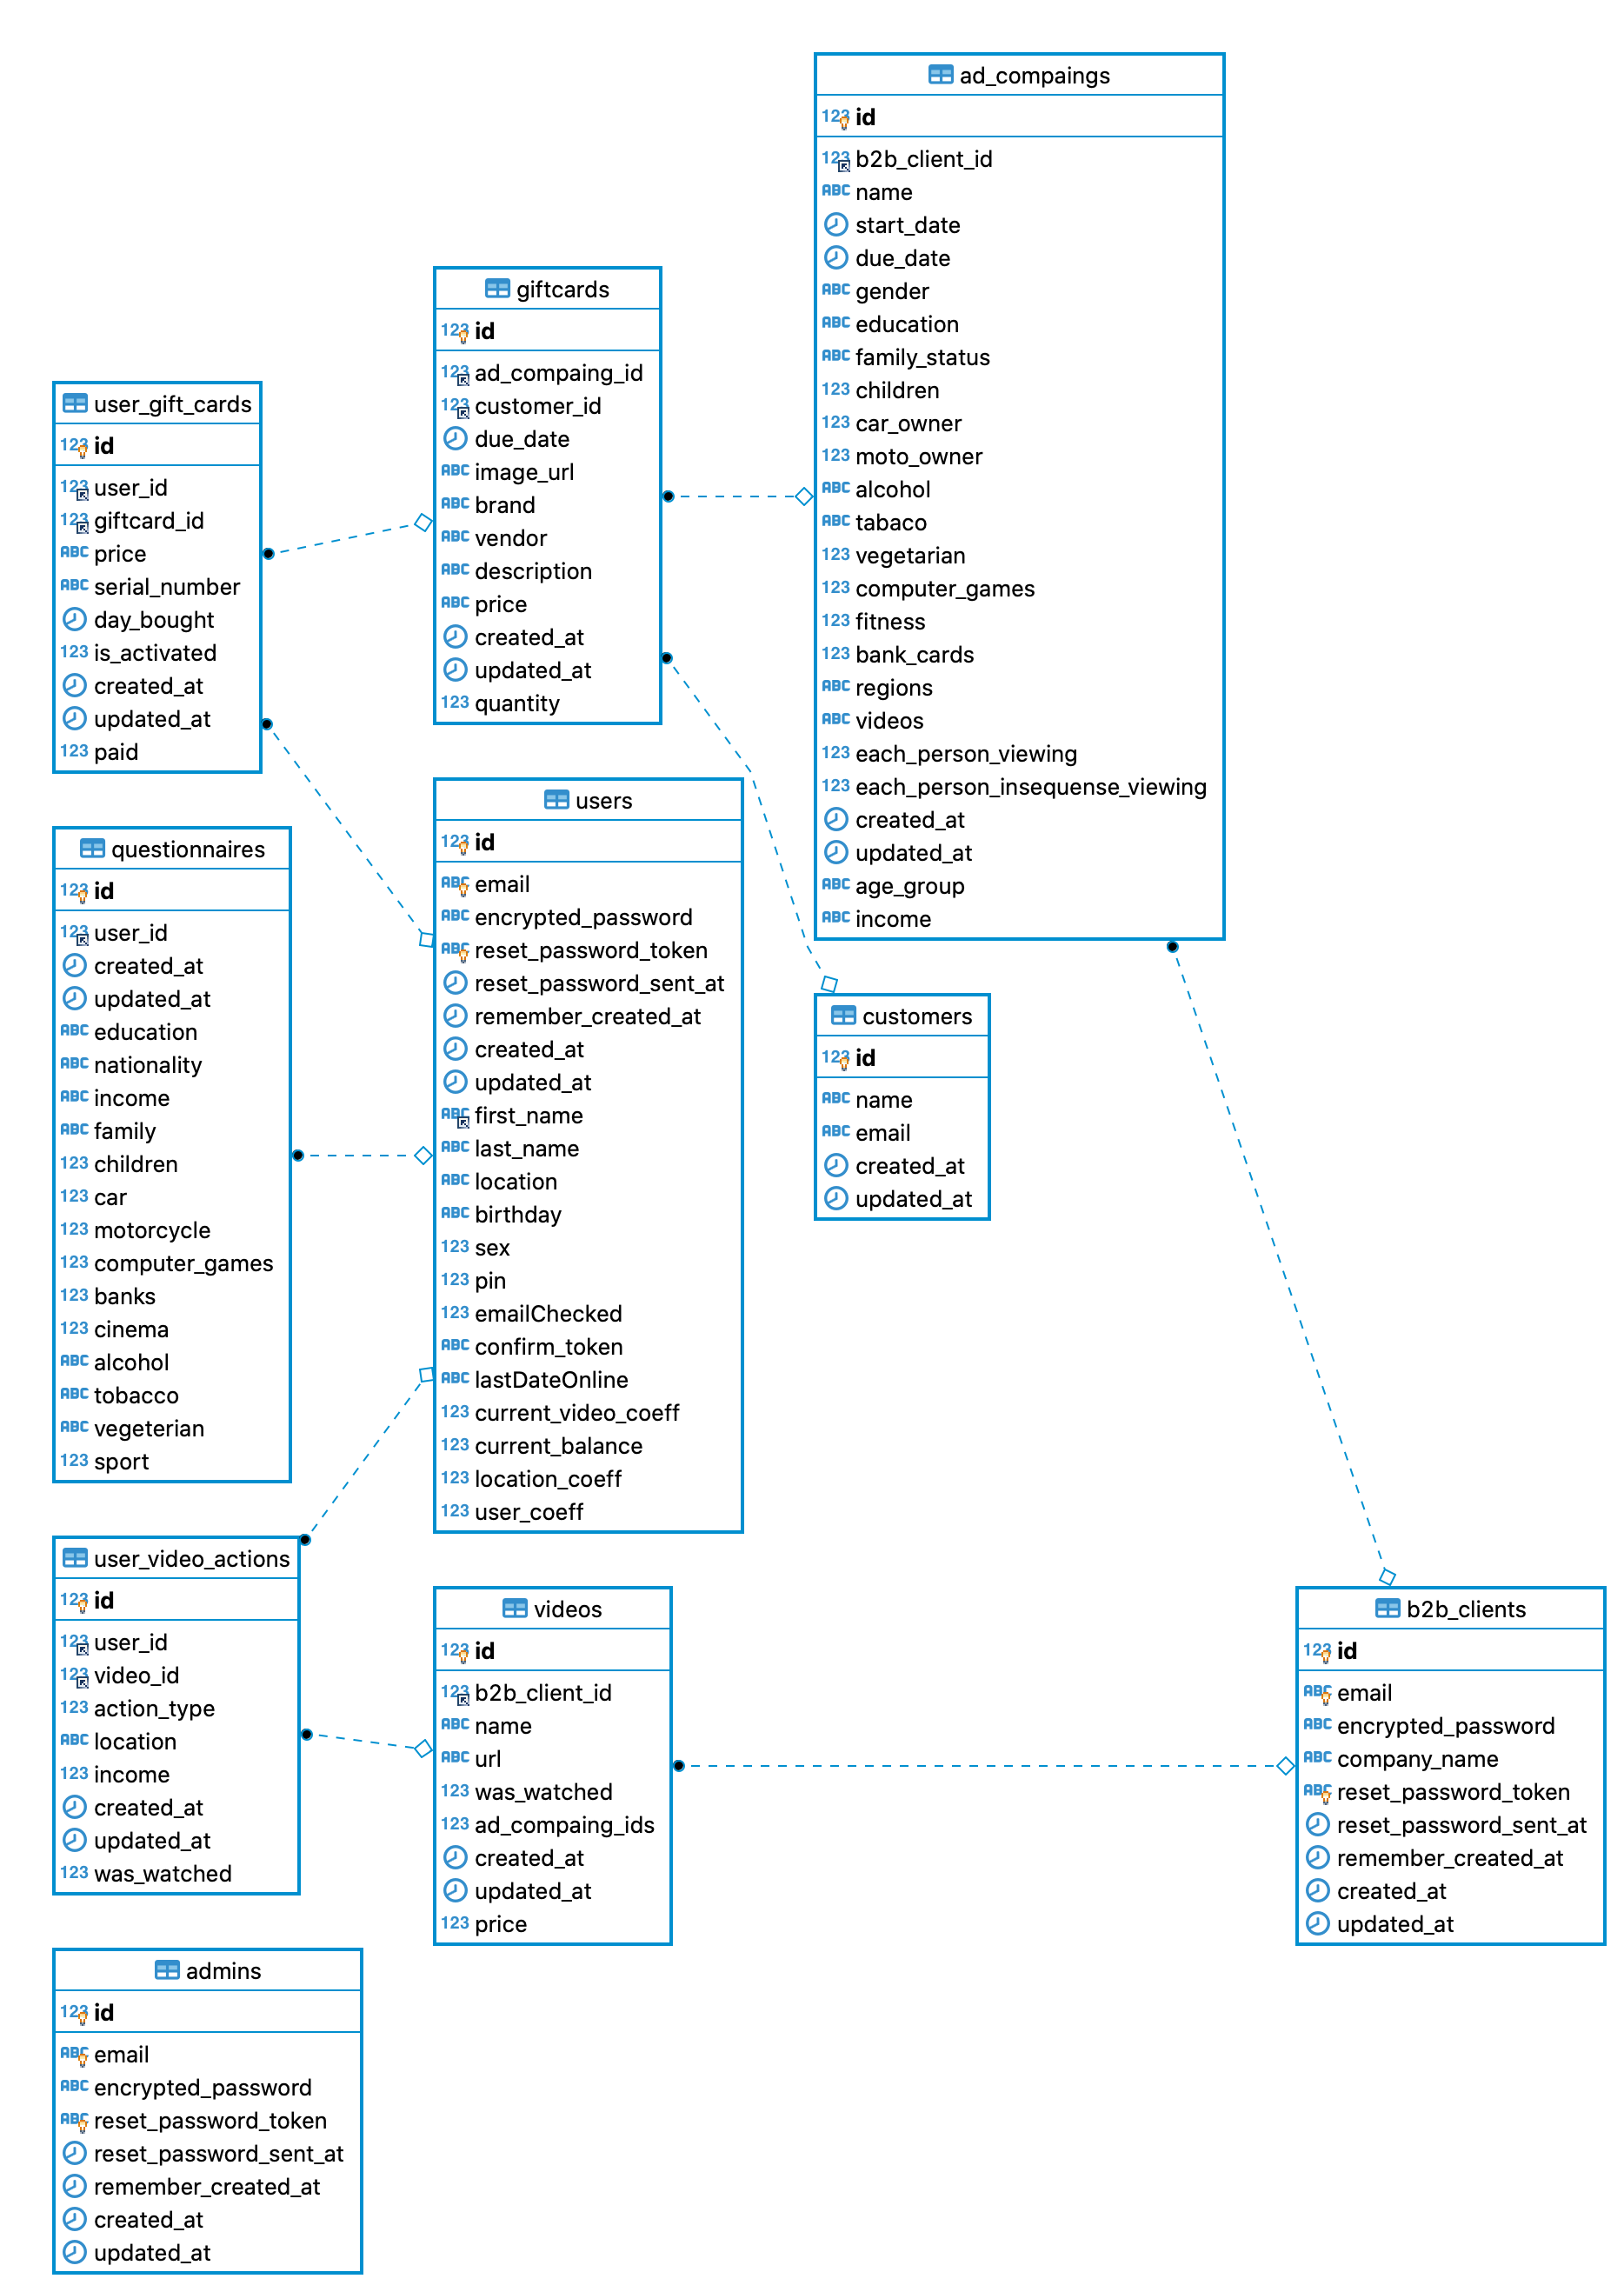 ad_compaings
123 id
123 b2b_client_id
ABC name
start_date
due_date
ABC gender
ABC education
ABC family_status
123 children
123 car_owner
123 moto_owner
123 alcohol
123 tabaco
123 vegetarian
123 computer_games
123 fitness
123 bank_cards
ABC regions
ABC videos
123 each_person_viewing
123 each_person_insequense_viewing
created_at
updated_at
ABC age_group
ABC income
giftcards
123 id
123 ad_compaing_id
123 customer_id
due_date
ABC image_url
ABC brand
ABC vendor
ABC description
ABC price
created_at
updated_at
123 quantity
user_gift_cards
123 id
123 user_id
123 giftcard_id
ABC price
ABC serial_number
day_bought
123 is_activated
created_at
updated_at
123 paid
users
123 id
ABC email
ABC encrypted_password
ABC reset_password_token
reset_password_sent_at
remember_created_at
created_at
updated_at
ABC first_name
ABC last_name
ABC location
ABC birthday
123 sex
123 pin
123 emailChecked
ABC confirm_token
ABC lastDateOnline
123 current_video_coeff
123 current_balance
123 location_coeff
123 user_coeff
questionnaires
123 id
123 user_id
created_at
updated_at
ABC education
ABC nationality
ABC income
ABC family
123 children
123 car
123 motorcycle
123 computer_games
123 banks
123 cinema
123 alcohol
123 tobacco
123 vegeterian
123 sport
customers
123 id
ABC name
ABC email
created_at
updated_at
user_video_actions
123 id
123 user_id
123 video_id
123 action_type
ABC location
123 income
created_at
updated_at
123 was_watched
videos
123 id
123 b2b_client_id
ABC name
ABC url
123 was_watched
123 ad_compaing_ids
created_at
updated_at
123 price
b2b_clients
123 id
ABC email
ABC encrypted_password
ABC company_name
ABC reset_password_token
reset_password_sent_at
remember_created_at
created_at
updated_at
admins
123 id
ABC email
ABC encrypted_password
ABC reset_password_token
reset_password_sent_at
remember_created_at
created_at
updated_at